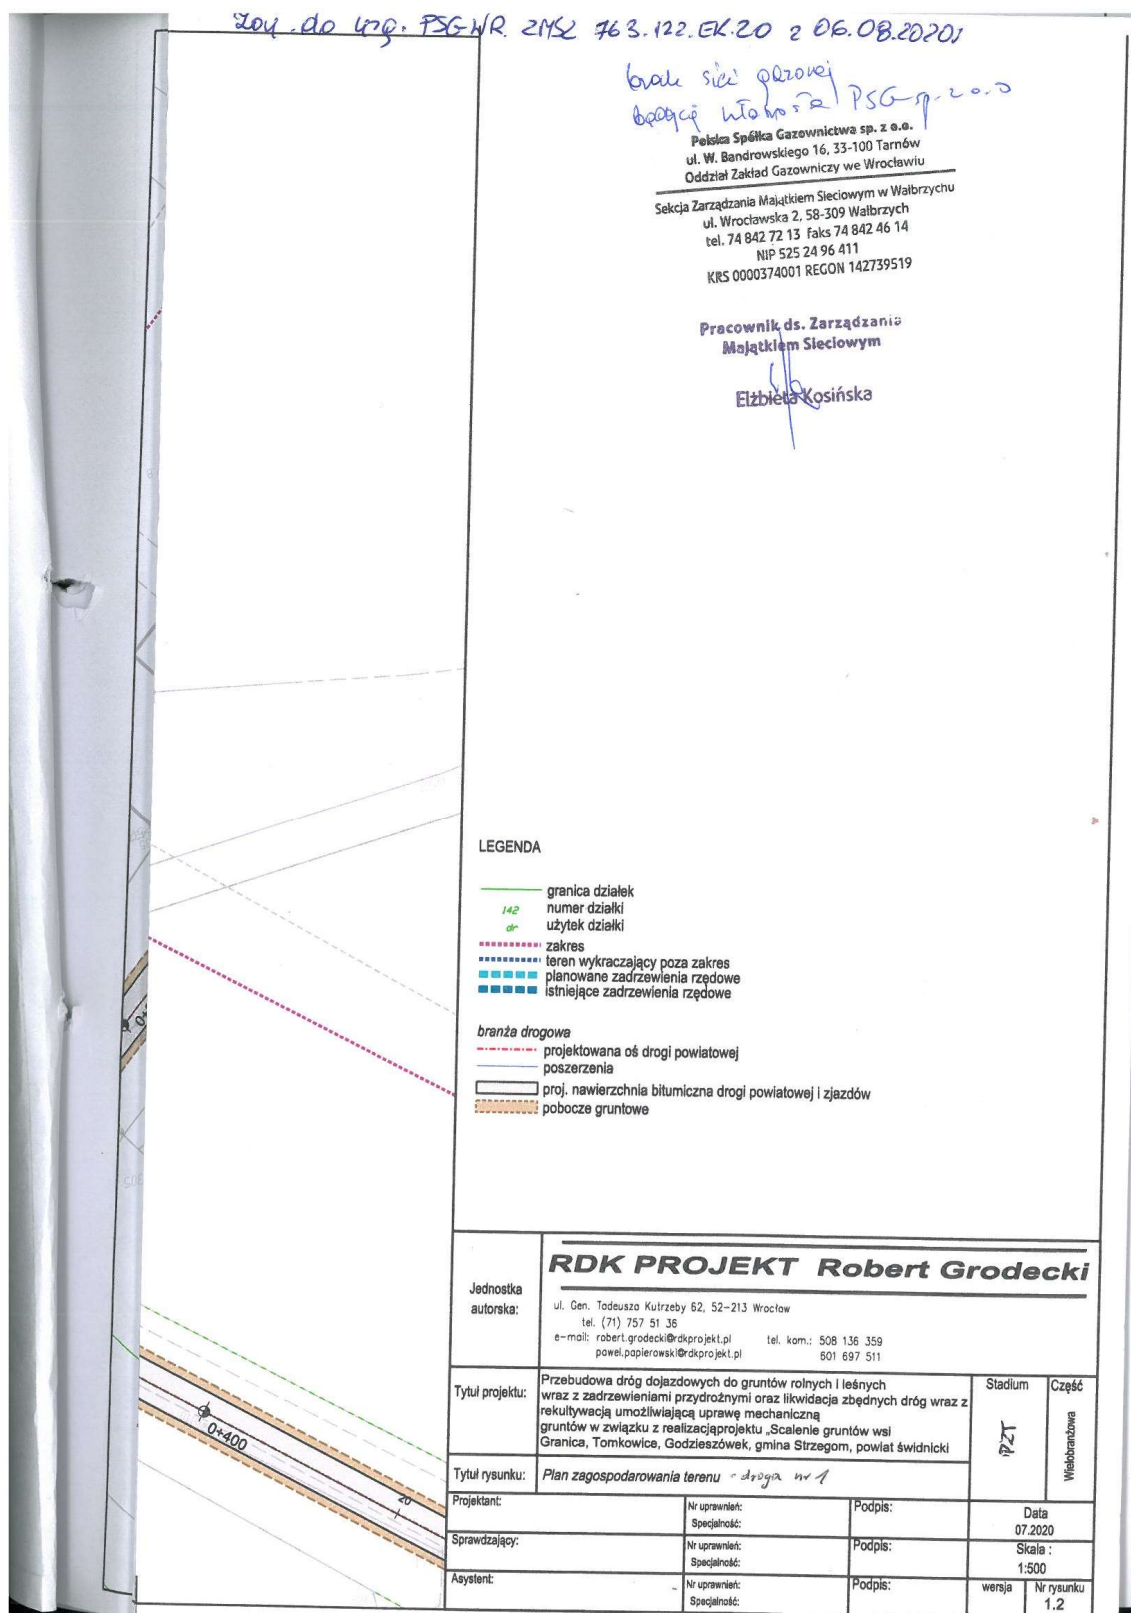 Zał. do uzg. PSGWR. ZMSZ 763.122.EK.20 z 06.08.2020r
brak sieci gazowej
będącej własnością PSG sp. z o.o
Polska Spółka Gazownictwa sp. z o.o.
ul. W. Bandrowskiego 16, 33-100 Tarnów
Oddział Zakład Gazowniczy we Wrocławiu
Sekcja Zarządzania Majątkiem Sieciowym w Wałbrzychu
ul. Wrocławska 2, 58-309 Wałbrzych
tel. 74 842 72 13 faks 74 842 46 14
NIP 525 24 96 411
KRS 0000374001 REGON 142739519
Pracownik ds. Zarządzania
Majątkiem Sieciowym
Elżbieta Kosińska
LEGENDA
granica działek
142 numer działki
dr użytek działki
zakres
teren wykraczający poza zakres
planowane zadrzewienia rzędowe
istniejące zadrzewienia rzędowe
branża drogowa
projektowana oś drogi powiatowej
poszerzenia
proj. nawierzchnia bitumiczna drogi powiatowej i zjazdów
pobocze gruntowe
0+400
20
Jednostka
autorska:
RDK PROJEKT Robert Grodecki
ul. Gen. Tadeusza Kutrzeby 62, 52-213 Wrocław
tel. (71) 757 51 36
e-mail: robert.grodecki@rdkprojekt.pl tel. kom.: 508 136 359
pawel.papierowski@rdkprojekt.pl 601 697 511
Tytuł projektu:
Przebudowa dróg dojazdowych do gruntów rolnych i leśnych
wraz z zadrzewieniami przydrożnymi oraz likwidacja zbędnych dróg wraz z
rekultywacją umożliwiającą uprawę mechaniczną
gruntów w związku z realizacjąprojektu „Scalenie gruntów wsi
Granica, Tomkowice, Godzieszówek, gmina Strzegom, powiat świdnicki
Stadium
PZT
Część
Wielobranżowa
Tytuł rysunku:
Plan zagospodarowania terenu - droga nr 1
Projektant:
Nr uprawnień:
Specjalność:
Podpis:
Data
07.2020
Sprawdzający:
Nr uprawnień:
Specjalność:
Podpis:
Skala :
1:500
Asystent:
Nr uprawnień:
Specjalność:
Podpis:
wersja
Nr rysunku
1.2